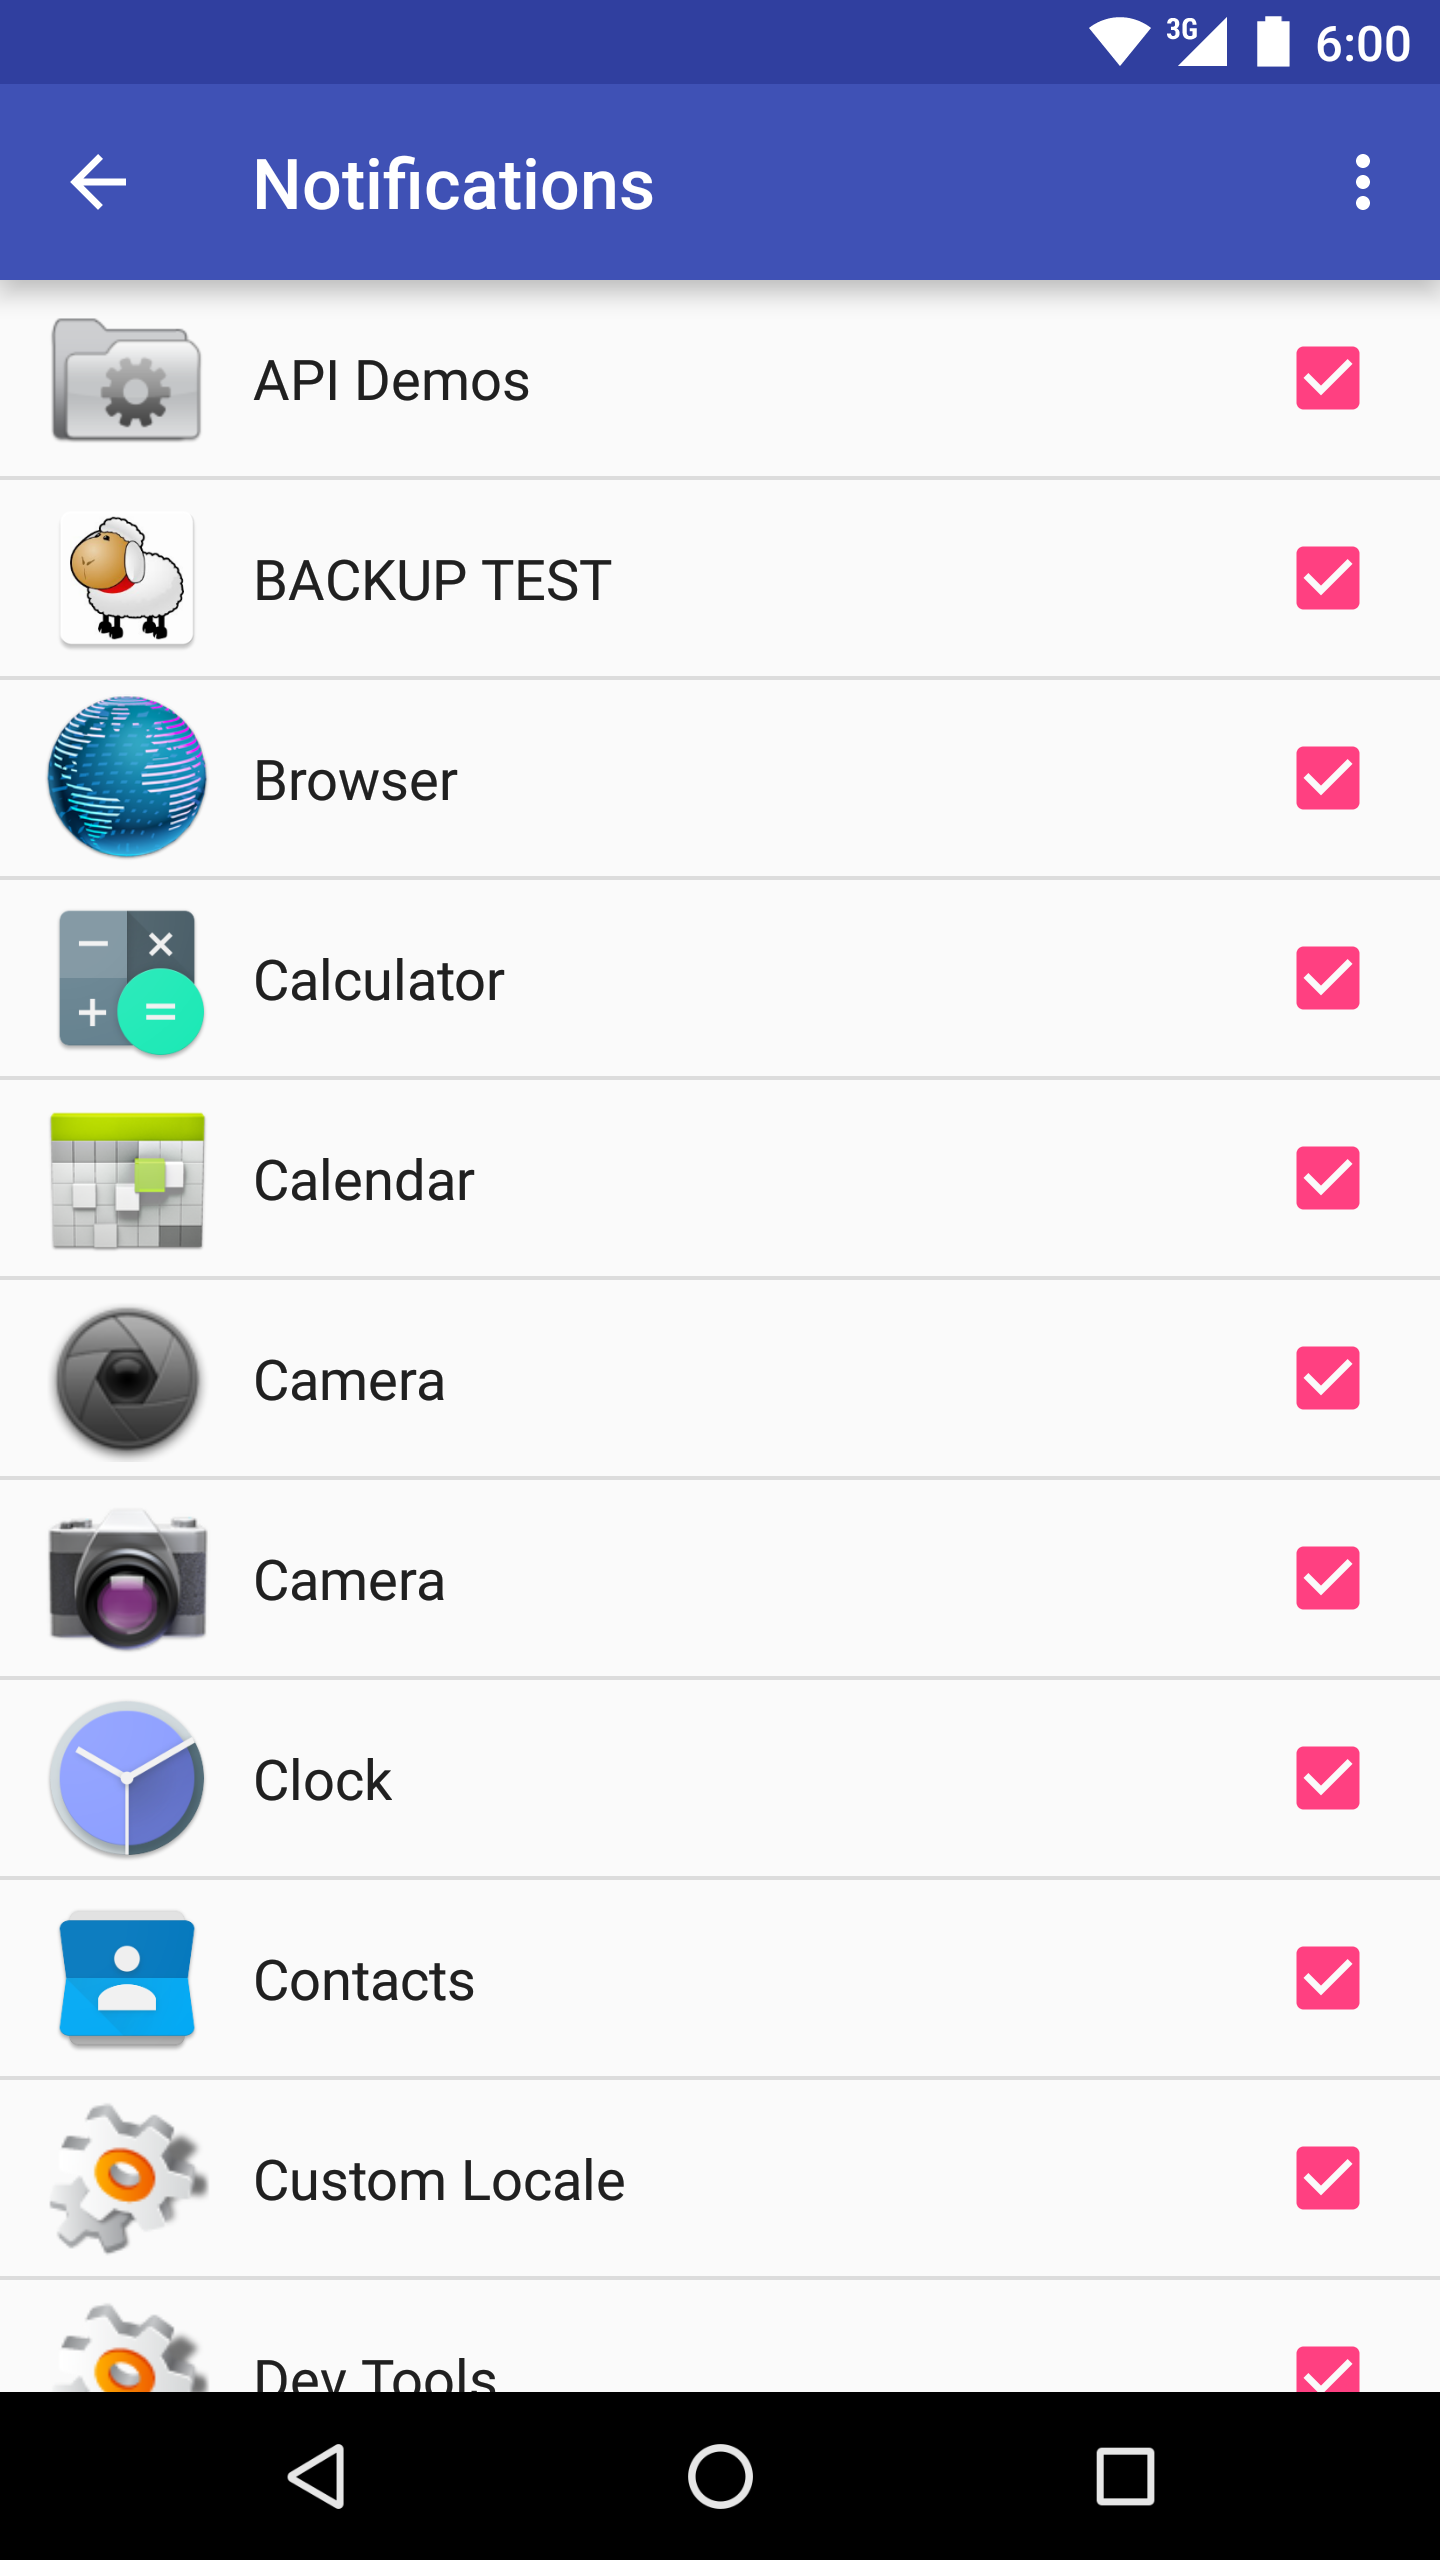 3G 6:00
Notifications
API Demos
BACKUP TEST
Browser
Calculator
Calendar
Camera
Camera
Clock
Contacts
Custom Locale
Dev Tools